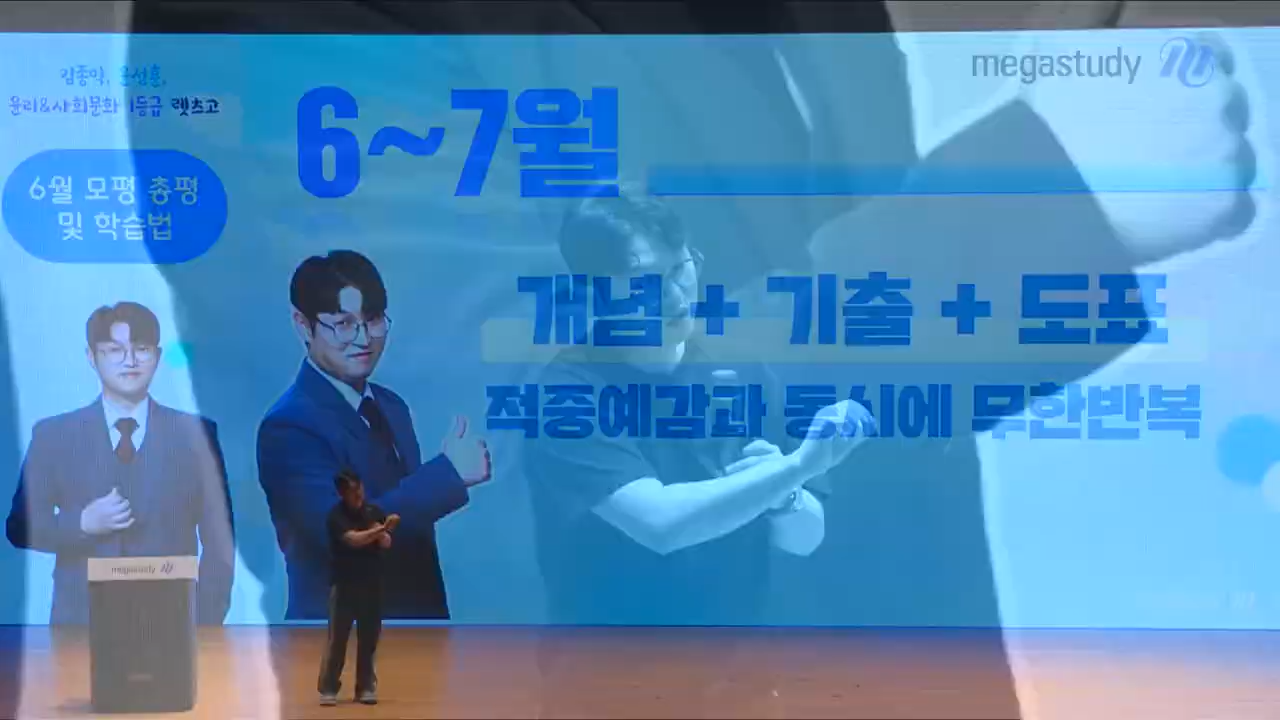 megastudy
김종익, 윤성훈,
윤리&사회문화 1등급 렛츠고
6~7월
6월 모평 총평
및 학습법
개념 + 기출 + 도표
적중예감과 동시에 무한반복
megastudy